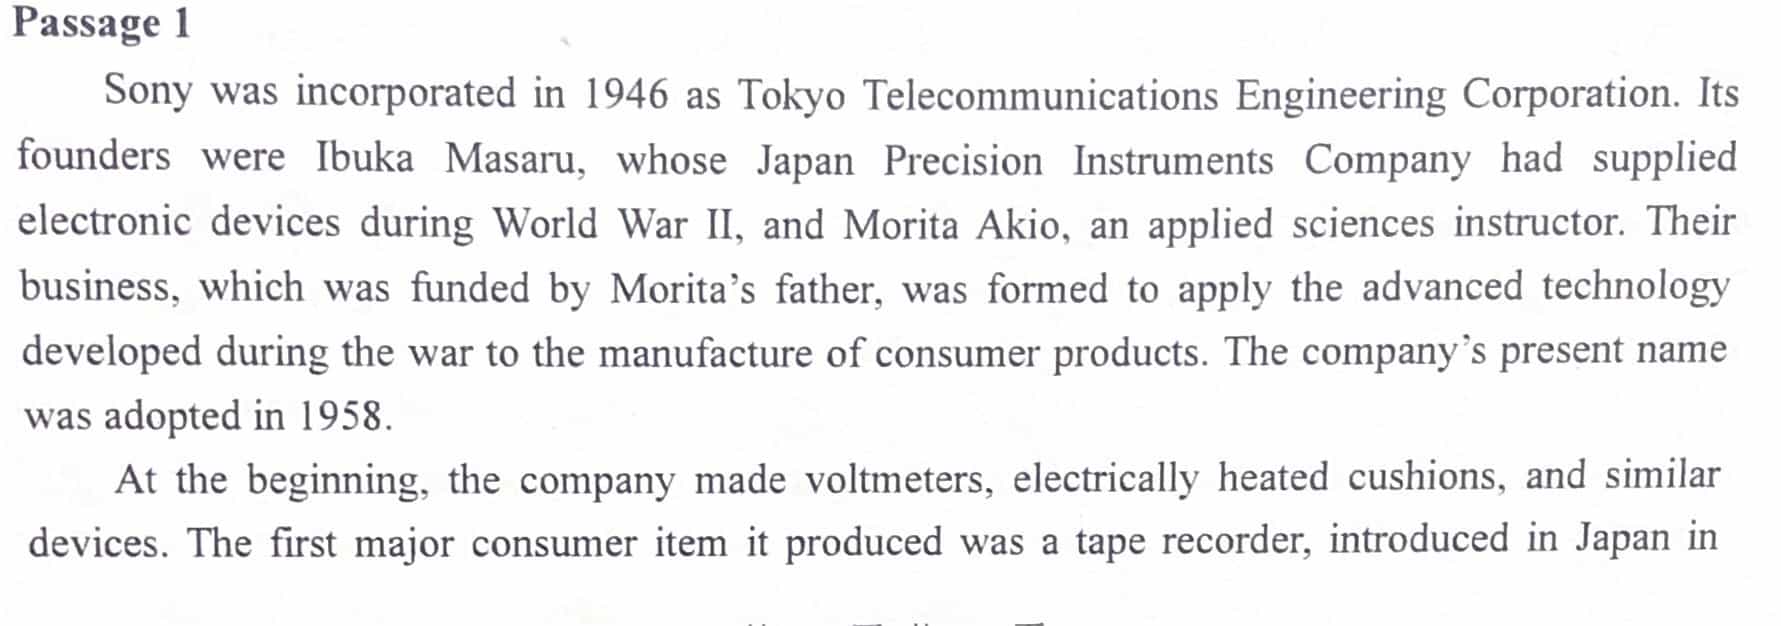 Passage 1
Sony was incorporated in 1946 as Tokyo Telecommunications Engineering Corporation. Its
founders were Ibuka Masaru, whose Japan Precision Instruments Company had supplied
electronic devices during World War II, and Morita Akio, an applied sciences instructor. Their
business, which was funded by Morita's father, was formed to apply the advanced technology
developed during the war to the manufacture of consumer products. The company's present name
was adopted in 1958.
At the beginning, the company made voltmeters, electrically heated cushions, and similar
devices. The first major consumer item it produced was a tape recorder, introduced in Japan in